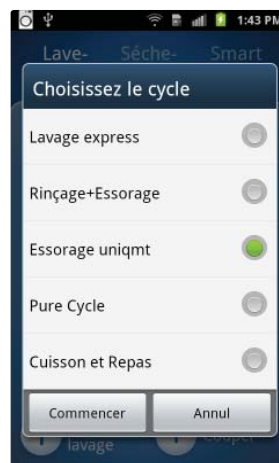 1:43 PM
Lave- Séche- Smart
Choisissez le cycle
Lavage express
Rinçage+Essorage
Essorage uniqmt
Pure Cycle
Cuisson et Repas
Commencer Annul
lavage Couper